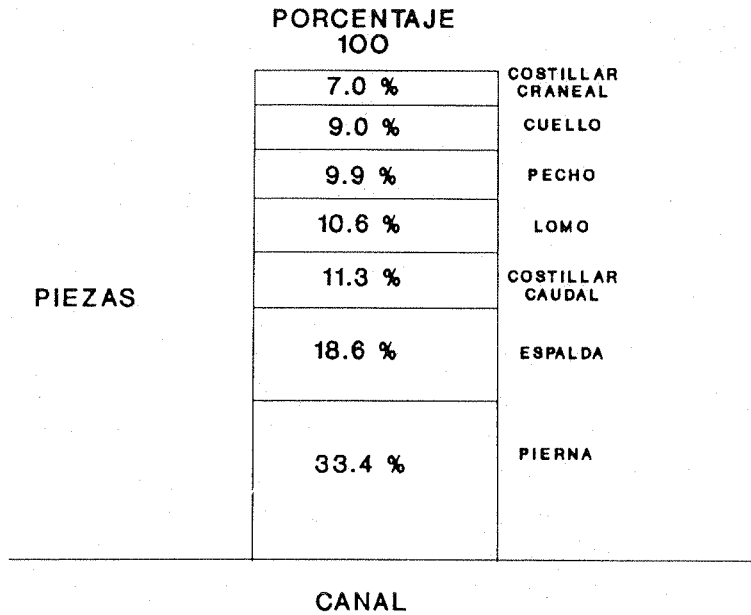 PORCENTAJE
100
7.0 %
COSTILLAR
CRANEAL
9.0 %
CUELLO
9.9 %
PECHO
10.6 %
LOMO
PIEZAS
11.3 %
COSTILLAR
CAUDAL
18.6 %
ESPALDA
33.4 %
PIERNA
CANAL